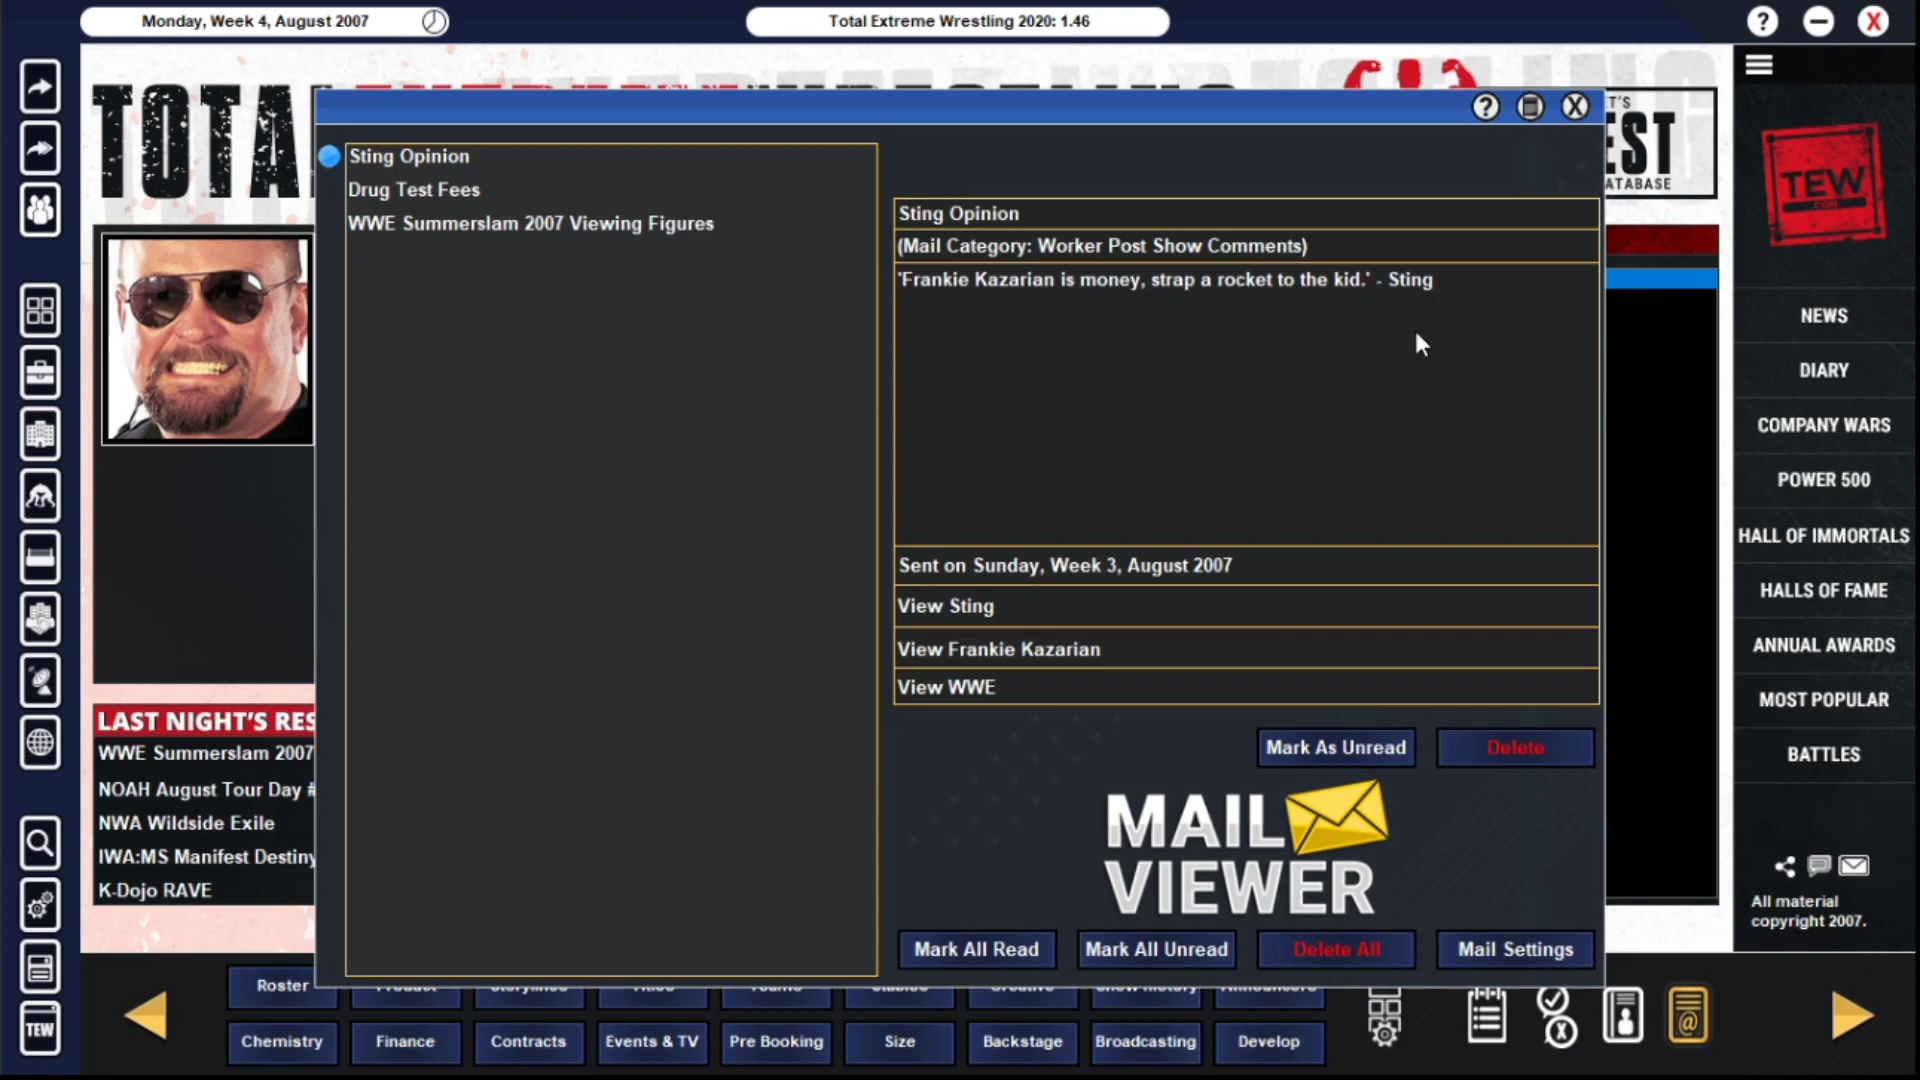 Monday, Week 4, August 2007
Total Extreme Wrestling 2020: 1.46
?
X
TOTA
? X
T'S
EST
ATABASE
TEW
.COM
Sting Opinion
Drug Test Fees
WWE Summerslam 2007 Viewing Figures
Sting Opinion
(Mail Category: Worker Post Show Comments)
'Frankie Kazarian is money, strap a rocket to the kid.' - Sting
Sent on Sunday, Week 3, August 2007
View Sting
View Frankie Kazarian
View WWE
Mark As Unread
Delete
MAIL
VIEWER
Mark All Read
Mark All Unread
Delete All
Mail Settings
LAST NIGHT'S RES
WWE Summerslam 2007
NOAH August Tour Day #
NWA Wildside Exile
IWA:MS Manifest Destiny
K-Dojo RAVE
NEWS
DIARY
COMPANY WARS
POWER 500
HALL OF IMMORTALS
HALLS OF FAME
ANNUAL AWARDS
MOST POPULAR
BATTLES
All material
copyright 2007.
TEW
Roster
Chemistry
Finance
Contracts
Events & TV
Pre Booking
Size
Backstage
Broadcasting
Develop